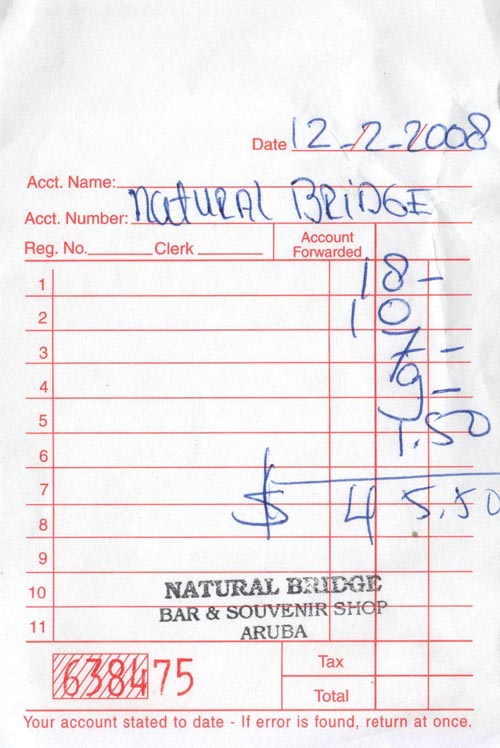 Date 12-2-2008
Acct. Name:
Acct. Number: Natural BRIDGE
Reg. No. Clerk Account Forwarded
1 18-
2 10
3 7-
4 9-
5 1.50
6
7 $ 45.50
8
9
10 NATURAL BRIDGE
BAR & SOUVENIR SHOP
11 ARUBA
638475 Tax
Total
Your account stated to date - If error is found, return at once.